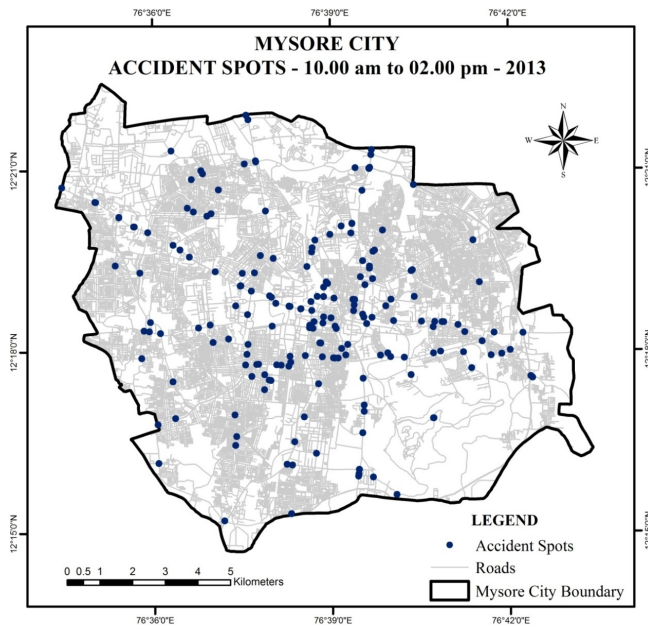 76°36'0"E 76°39'0"E 76°42'0"E
MYSORE CITY
ACCIDENT SPOTS - 10.00 am to 02.00 pm - 2013
N
W E
S
12°21'0"N
12°18'0"N
12°15'0"N
LEGEND
Accident Spots
Roads
Mysore City Boundary
0 0.5 1 2 3 4 5
Kilometers
76°36'0"E 76°39'0"E 76°42'0"E